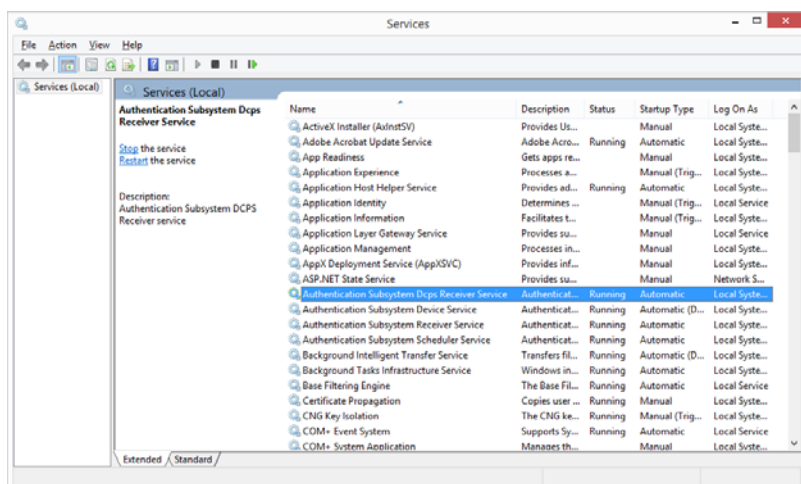 Services
File Action View Help
Services (Local)
Services (Local)
Authentication Subsystem Dcps
Receiver Service
Stop the service
Restart the service
Description:
Authentication Subsystem DCPS
Receiver service
Name Description Status Startup Type Log On As
ActiveX Installer (AxInstSV) Provides Us... Manual Local Syste...
Adobe Acrobat Update Service Adobe Acro... Running Automatic Local Syste...
App Readiness Gets apps re... Manual Local Syste...
Application Experience Processes a... Manual (Trig... Local Syste...
Application Host Helper Service Provides ad... Running Automatic Local Syste...
Application Identity Determines ... Manual (Trig... Local Service
Application Information Facilitates t... Manual (Trig... Local Syste...
Application Layer Gateway Service Provides su... Manual Local Service
Application Management Processes in... Manual Local Syste...
AppX Deployment Service (AppXSVC) Provides inf... Manual Local Syste...
ASP.NET State Service Provides su... Manual Network S...
Authentication Subsystem Dcps Receiver Service Authenticat... Running Automatic Local Syste...
Authentication Subsystem Device Service Authenticat... Running Automatic (D... Local Syste...
Authentication Subsystem Receiver Service Authenticat... Running Automatic Local Syste...
Authentication Subsystem Scheduler Service Authenticat... Running Automatic Local Syste...
Background Intelligent Transfer Service Transfers fil... Running Automatic (D... Local Syste...
Background Tasks Infrastructure Service Windows in... Running Automatic Local Syste...
Base Filtering Engine The Base Fil... Running Automatic Local Service
Certificate Propagation Copies user ... Running Manual Local Syste...
CNG Key Isolation The CNG ke... Running Manual (Trig... Local Syste...
COM+ Event System Supports Sy... Running Automatic Local Service
COM+ System Application Manages th... Manual Local Syste...
Extended Standard